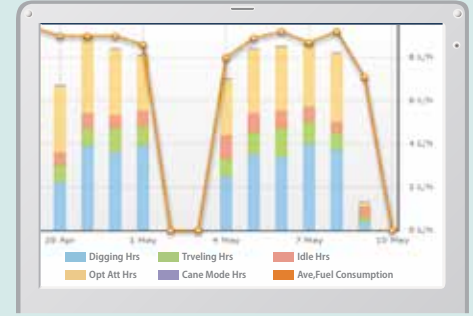 8 L/h
6 L/h
4 L/h
2 L/h
0 L/h
28 Apr 1 May 4 May 7 May 10 May
Digging Hrs Trveling Hrs Idle Hrs
Opt Att Hrs Cane Mode Hrs Ave,Fuel Consumption